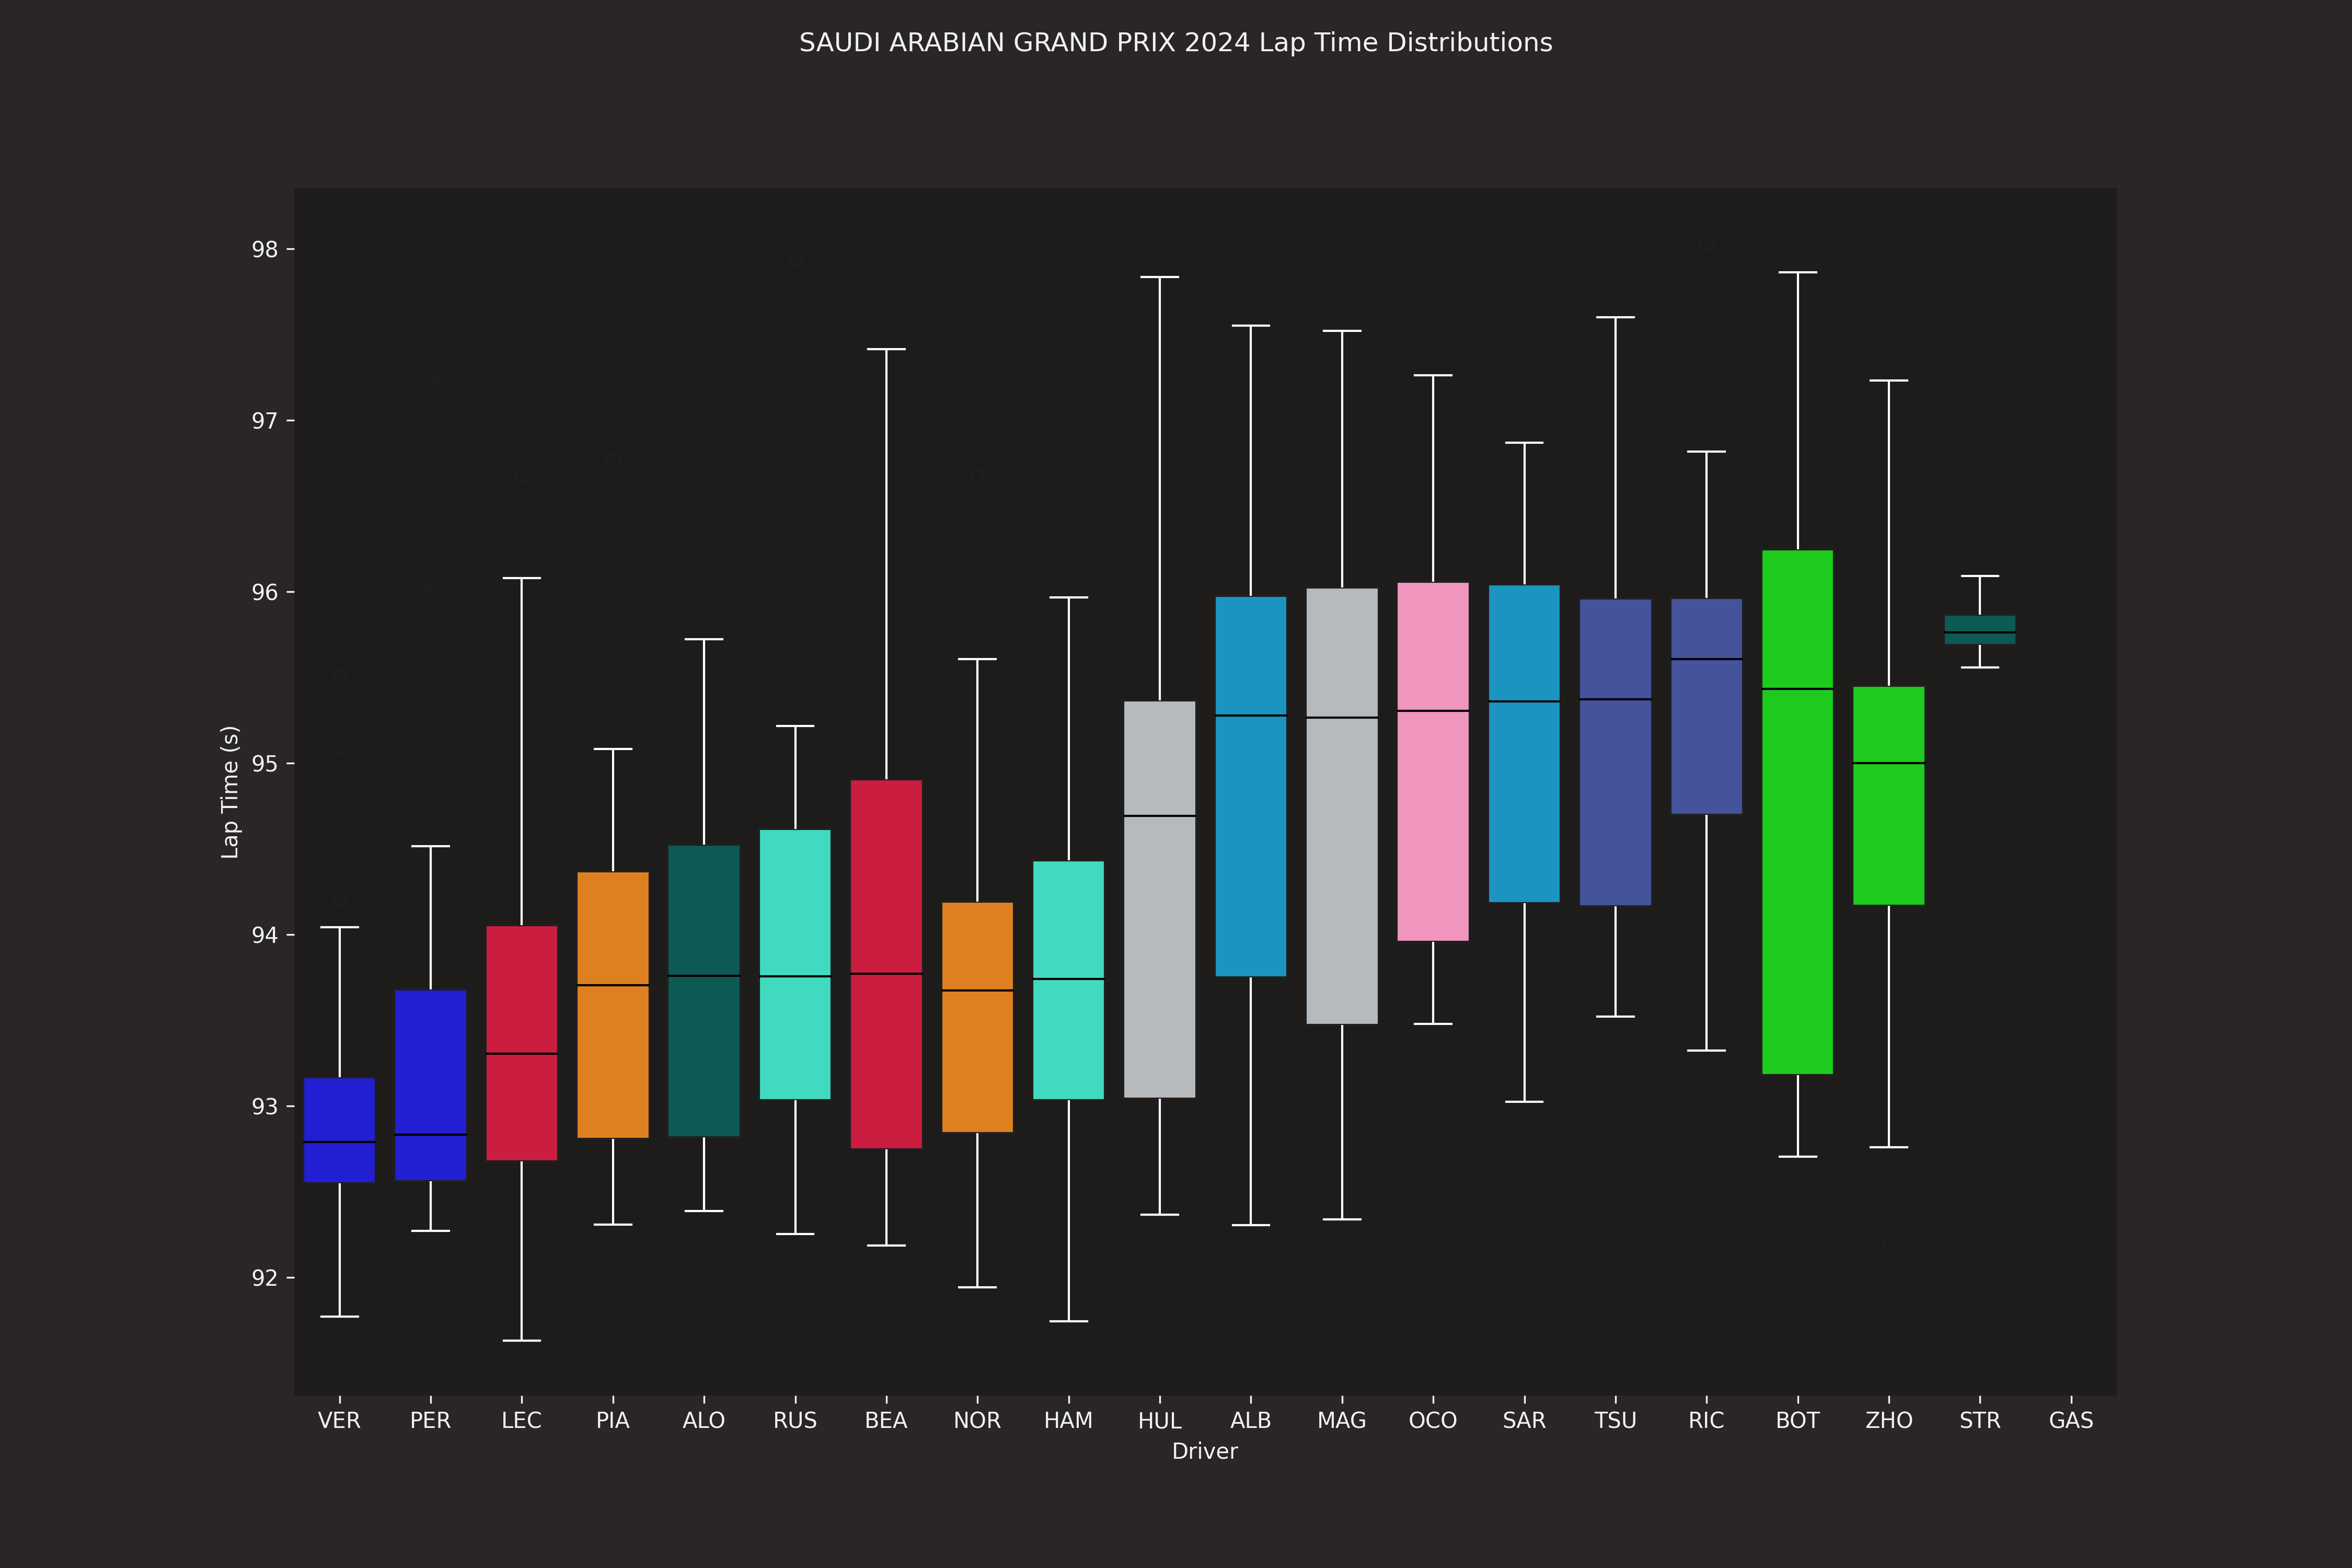 SAUDI ARABIAN GRAND PRIX 2024 Lap Time Distributions
98
97
96
95
94
93
92
Lap Time (s)
VER PER LEC PIA ALO RUS BEA NOR HAM HUL ALB MAG OCO SAR TSU RIC BOT ZHO STR GAS
Driver